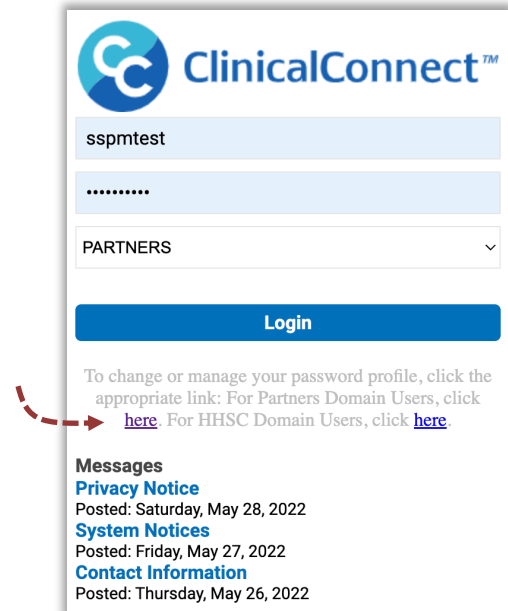 CC ClinicalConnect™
sspmtest
••••••••••
PARTNERS
Login
To change or manage your password profile, click the
appropriate link: For Partners Domain Users, click
here. For HHSC Domain Users, click here.
Messages
Privacy Notice
Posted: Saturday, May 28, 2022
System Notices
Posted: Friday, May 27, 2022
Contact Information
Posted: Thursday, May 26, 2022